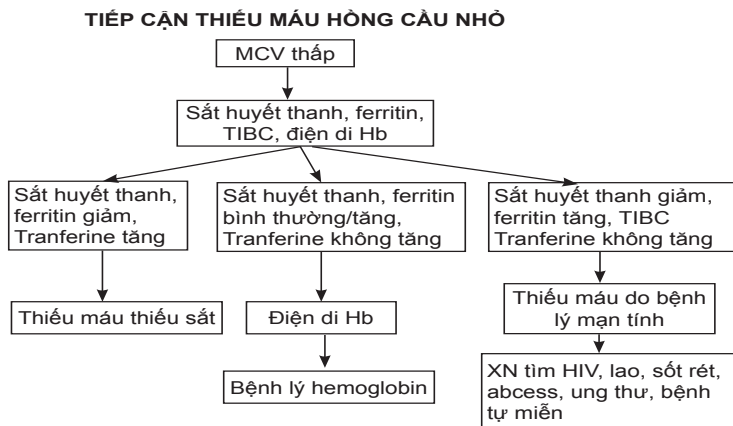 TIẾP CẬN THIẾU MÁU HỒNG CẦU NHỎ
MCV thấp
Sắt huyết thanh, ferritin,
TIBC, điện di Hb
Sắt huyết thanh,
ferritin giảm,
Tranferine tăng
Sắt huyết thanh, ferritin
bình thường/tăng,
Tranferine không tăng
Sắt huyết thanh giảm,
ferritin tăng, TIBC
Tranferine không tăng
Thiếu máu thiếu sắt
Điện di Hb
Thiếu máu do bệnh
lý mạn tính
Bệnh lý hemoglobin
XN tìm HIV, lao, sốt rét,
abcess, ung thư, bệnh
tự miễn